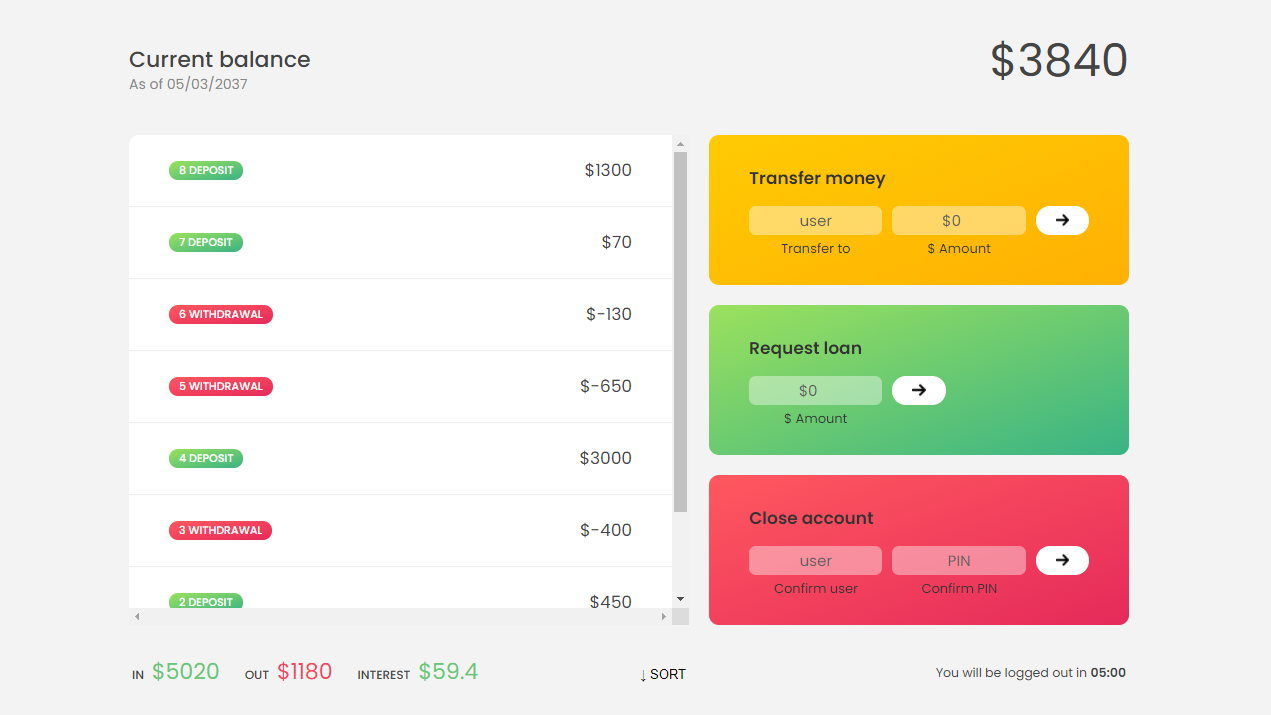 Current balance
As of 05/03/2037
$3840
8 DEPOSIT $1300
7 DEPOSIT $70
6 WITHDRAWAL $-130
5 WITHDRAWAL $-650
4 DEPOSIT $3000
3 WITHDRAWAL $-400
2 DEPOSIT $450
Transfer money
user $0
Transfer to $ Amount
Request loan
$0
$ Amount
Close account
user PIN
Confirm user Confirm PIN
IN $5020 OUT $1180 INTEREST $59.4
↓ SORT
You will be logged out in 05:00